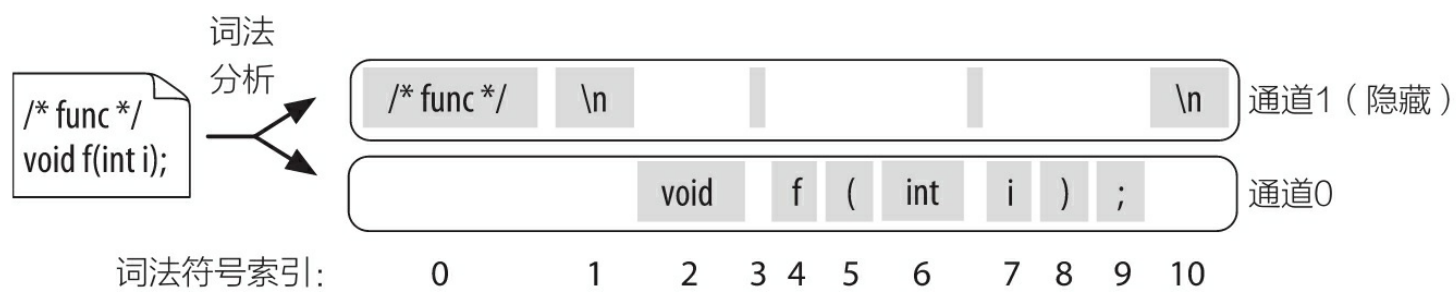 词法
分析
/* func */
void f(int i);
/* func */ \n \n 通道1（隐藏）
void f ( int i ) ; 通道0
词法符号索引: 0 1 2 3 4 5 6 7 8 9 10